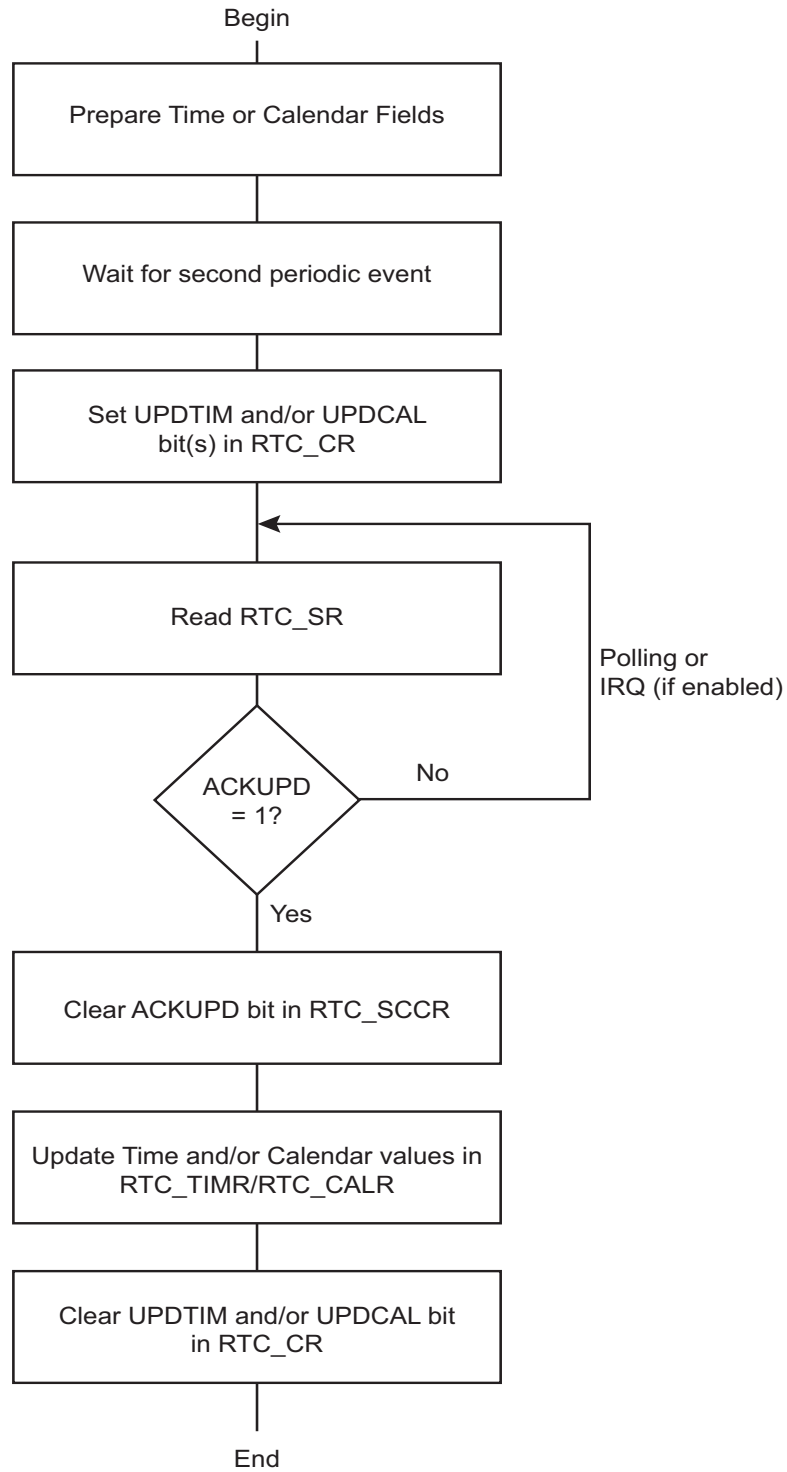 Begin
Prepare Time or Calendar Fields
Wait for second periodic event
Set UPDTIM and/or UPDCAL
bit(s) in RTC_CR
Read RTC_SR
Polling or
IRQ (if enabled)
ACKUPD
= 1?
No
Yes
Clear ACKUPD bit in RTC_SCCR
Update Time and/or Calendar values in
RTC_TIMR/RTC_CALR
Clear UPDTIM and/or UPDCAL bit
in RTC_CR
End